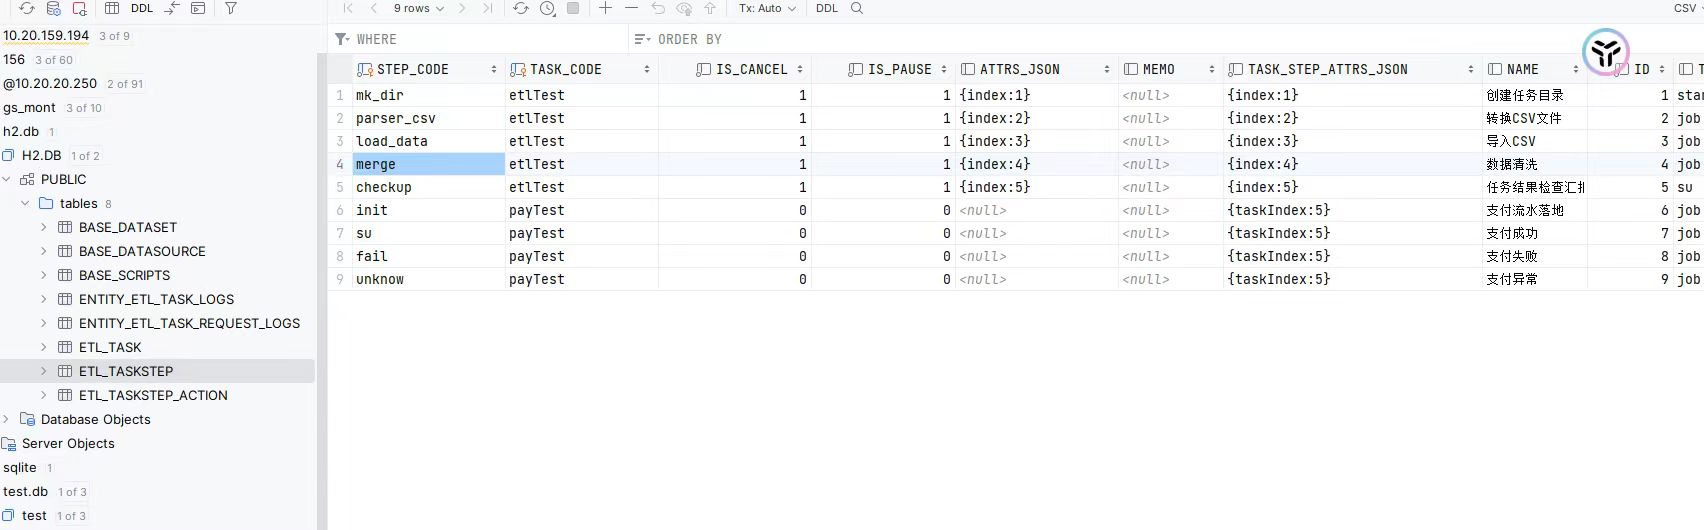 DDL
9 rows
Tx: Auto
DDL
CSV
10.20.159.194 3 of 9
156 3 of 60
@10.20.20.250 2 of 91
gs_mont 3 of 10
h2.db 1
H2.DB 1 of 2
PUBLIC
tables 8
BASE_DATASET
BASE_DATASOURCE
BASE_SCRIPTS
ENTITY_ETL_TASK_LOGS
ENTITY_ETL_TASK_REQUEST_LOGS
ETL_TASK
ETL_TASKSTEP
ETL_TASKSTEP_ACTION
Database Objects
Server Objects
sqlite 1
test.db 1 of 3
test 1 of 3
WHERE ORDER BY
STEP_CODE TASK_CODE IS_CANCEL IS_PAUSE ATTRS_JSON MEMO TASK_STEP_ATTRS_JSON NAME ID T
1 mk_dir etlTest 1 1 {index:1} <null> {index:1} 创建任务目录 1 star
2 parser_csv etlTest 1 1 {index:2} <null> {index:2} 转换CSV文件 2 job
3 load_data etlTest 1 1 {index:3} <null> {index:3} 导入CSV 3 job
4 merge etlTest 1 1 {index:4} <null> {index:4} 数据清洗 4 job
5 checkup etlTest 1 1 {index:5} <null> {index:5} 任务结果检查汇 5 su
6 init payTest 0 0 <null> <null> {taskIndex:5} 支付流水落地 6 job
7 su payTest 0 0 <null> <null> {taskIndex:5} 支付成功 7 job
8 fail payTest 0 0 <null> <null> {taskIndex:5} 支付失败 8 job
9 unknow payTest 0 0 <null> <null> {taskIndex:5} 支付异常 9 job